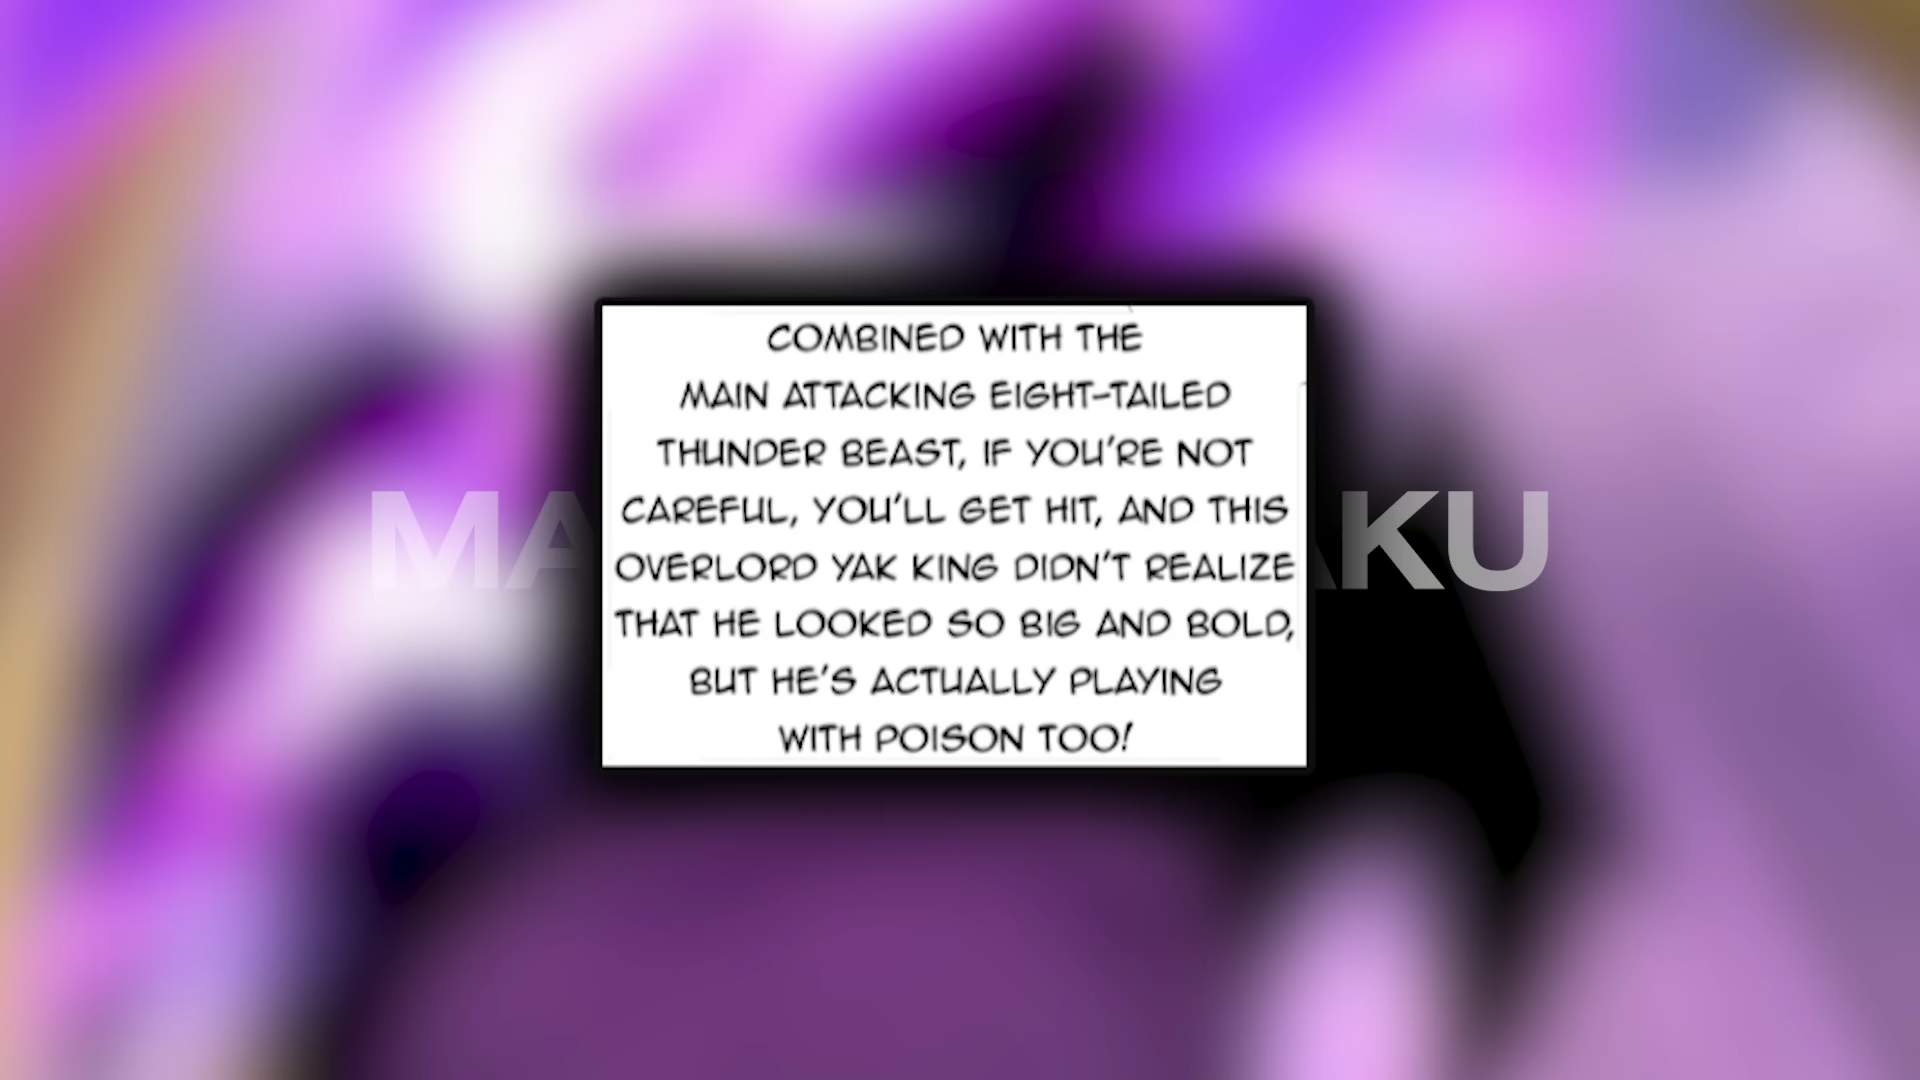 COMBINED WITH THE
MAIN ATTACKING EIGHT-TAILED
THUNDER BEAST, IF YOU'RE NOT
CAREFUL, YOU'LL GET HIT, AND THIS
OVERLORD YAK KING DIDN'T REALIZE
THAT HE LOOKED SO BIG AND BOLD,
BUT HE'S ACTUALLY PLAYING
WITH POISON TOO!